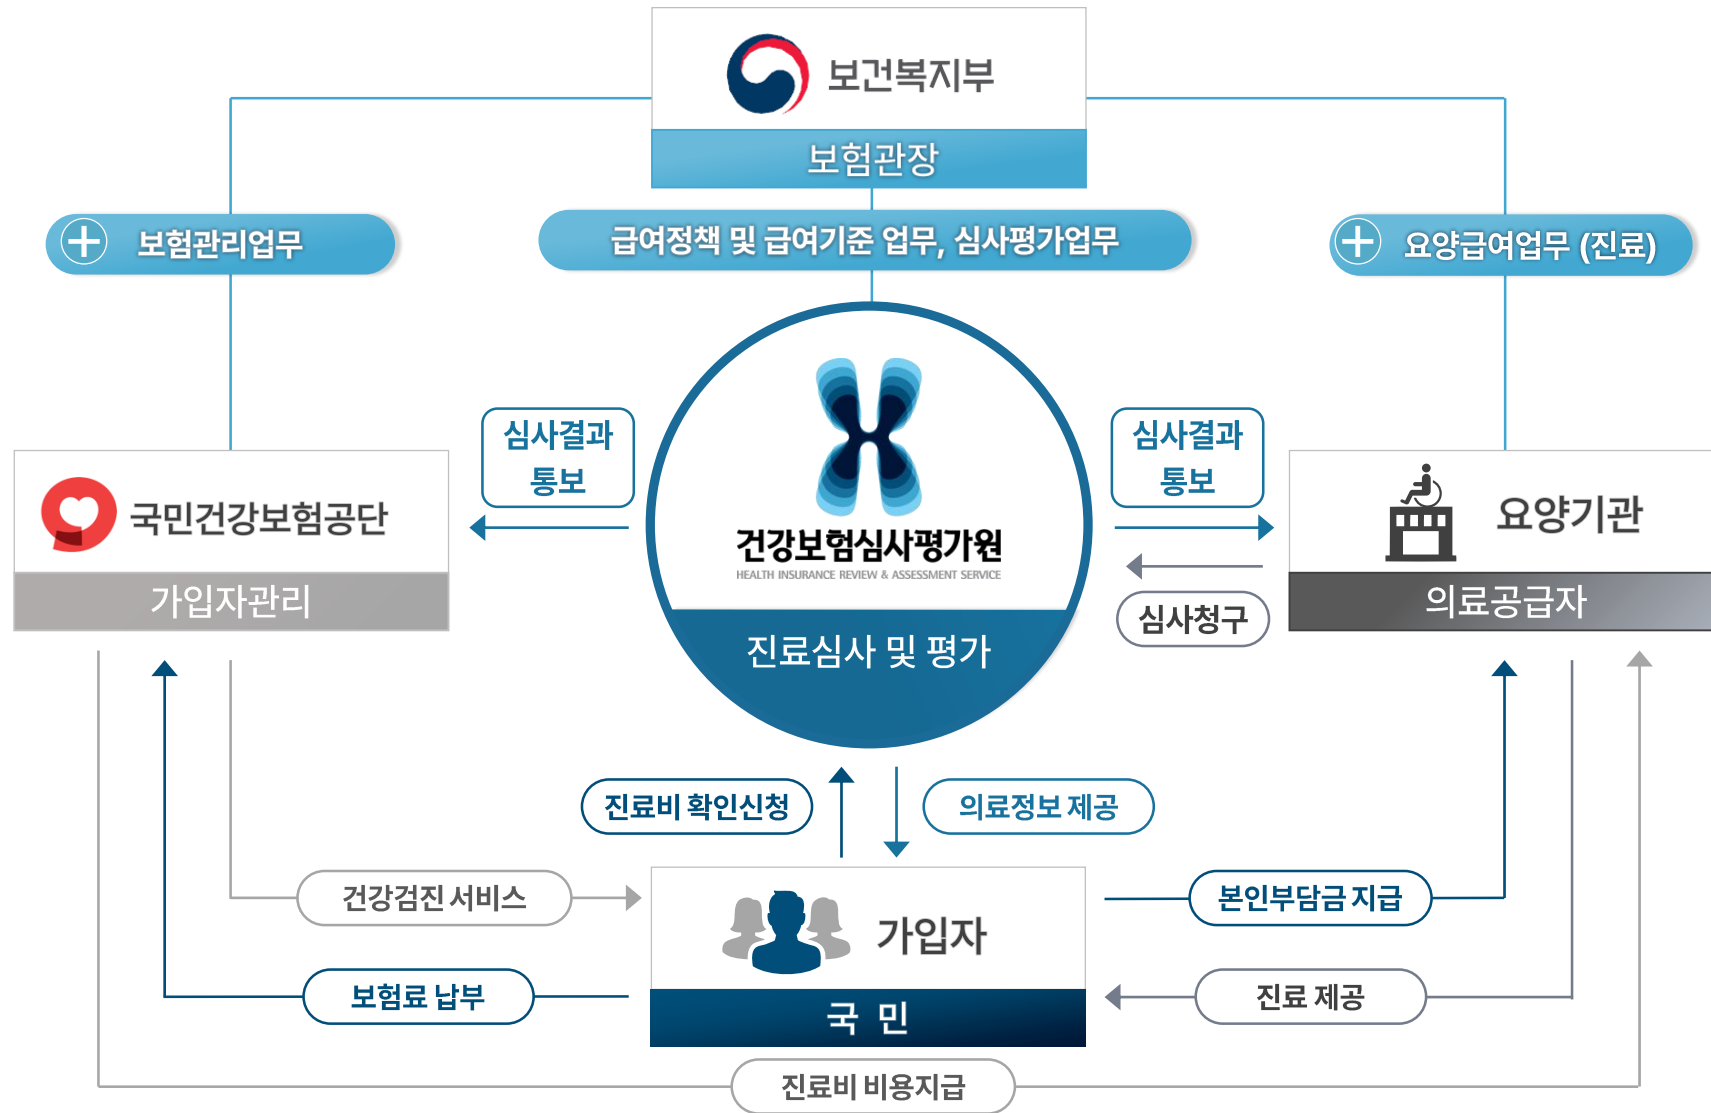 보건복지부
보험관장
보험관리업무
급여정책 및 급여기준 업무, 심사평가업무
요양급여업무 (진료)
심사결과
통보
심사결과
통보
국민건강보험공단
가입자관리
건강보험심사평가원
HEALTH INSURANCE REVIEW & ASSESSMENT SERVICE
진료심사 및 평가
요양기관
의료공급자
심사청구
진료비 확인신청
의료정보 제공
건강검진 서비스
가입자
본인부담금 지급
보험료 납부
국 민
진료 제공
진료비 비용지급